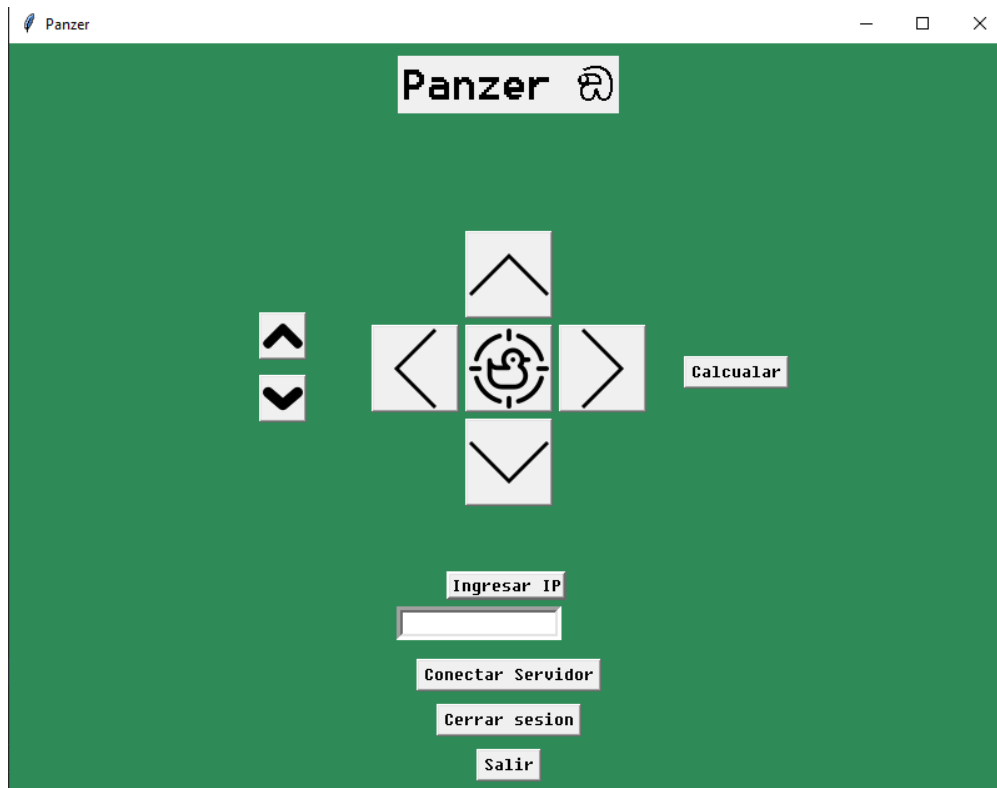 Panzer
Panzer ඬ
Calcualar
Ingresar IP
Conectar Servidor
Cerrar sesion
Salir